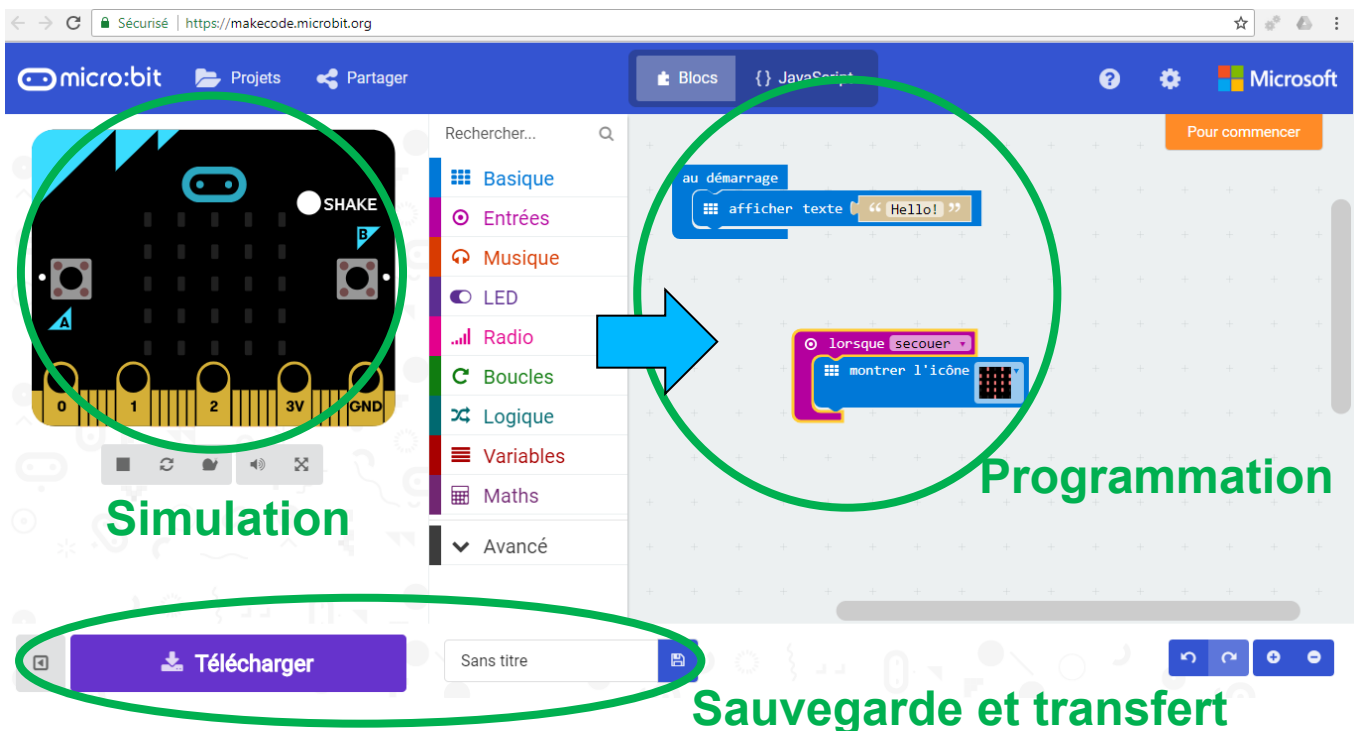 Sécurisé | https://makecode.microbit.org
micro:bit Projets Partager Blocs {} JavaScript ? Microsoft
Rechercher...
Pour commencer
SHAKE
B
A
0 1 2 3V GND
Basique
Entrées
Musique
LED
Radio
Boucles
Logique
Variables
Maths
Avancé
au démarrage
afficher texte “ Hello! ”
lorsque secouer
montrer l'icône
Simulation
Programmation
Télécharger
Sans titre
Sauvegarde et transfert